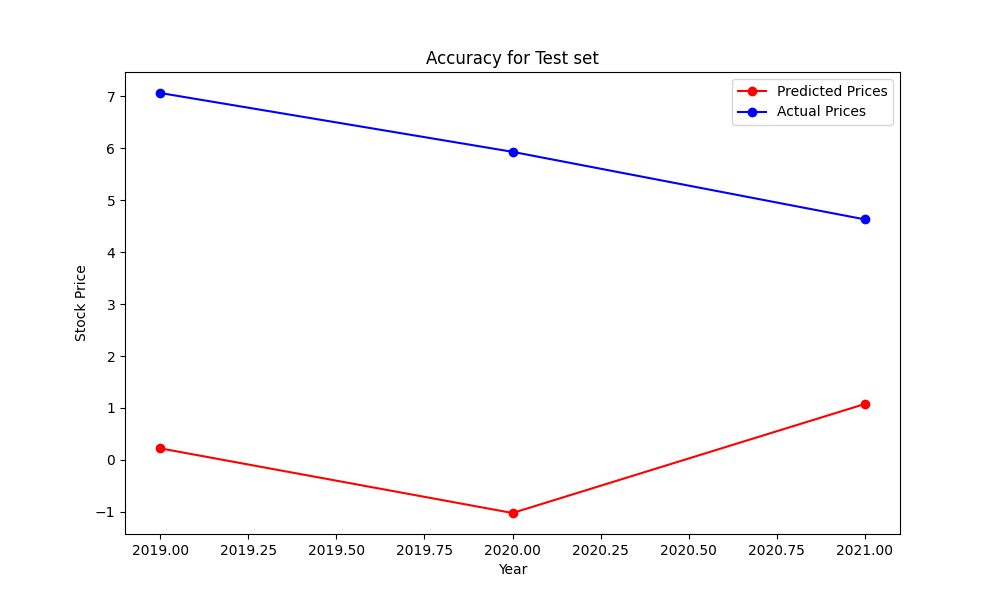 Accuracy for Test set
Predicted Prices
Actual Prices
7
6
5
4
3
2
1
0
−1
Stock Price
2019.00 2019.25 2019.50 2019.75 2020.00 2020.25 2020.50 2020.75 2021.00
Year